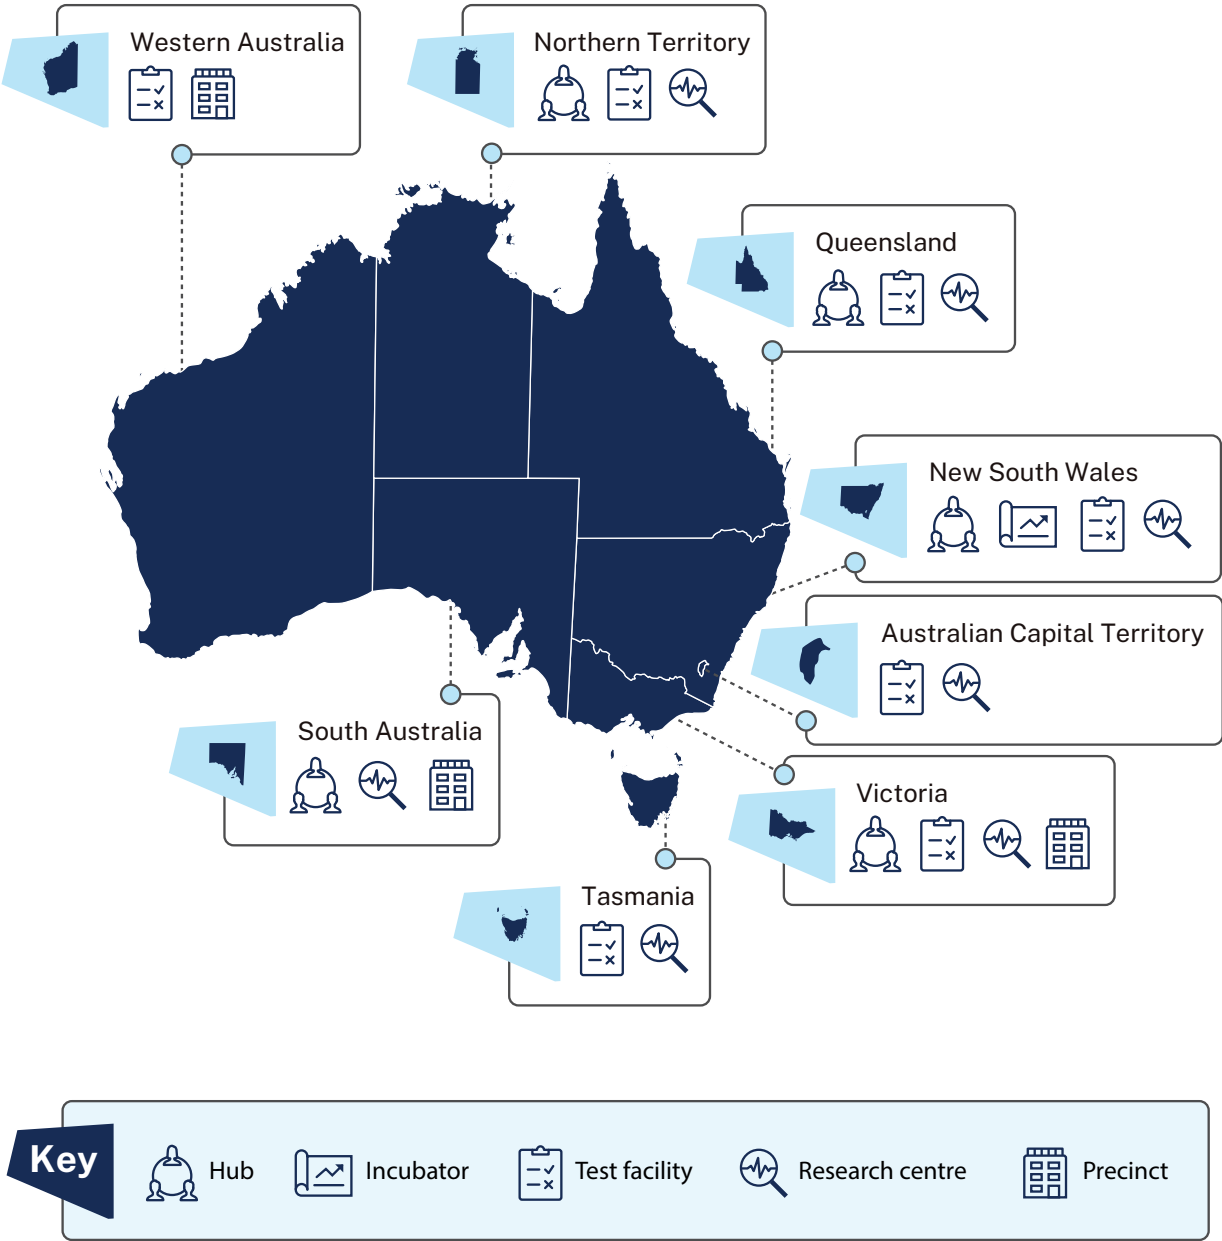 Western Australia
Northern Territory
Queensland
New South Wales
Australian Capital Territory
South Australia
Victoria
Tasmania
Key
Hub
Incubator
Test facility
Research centre
Precinct